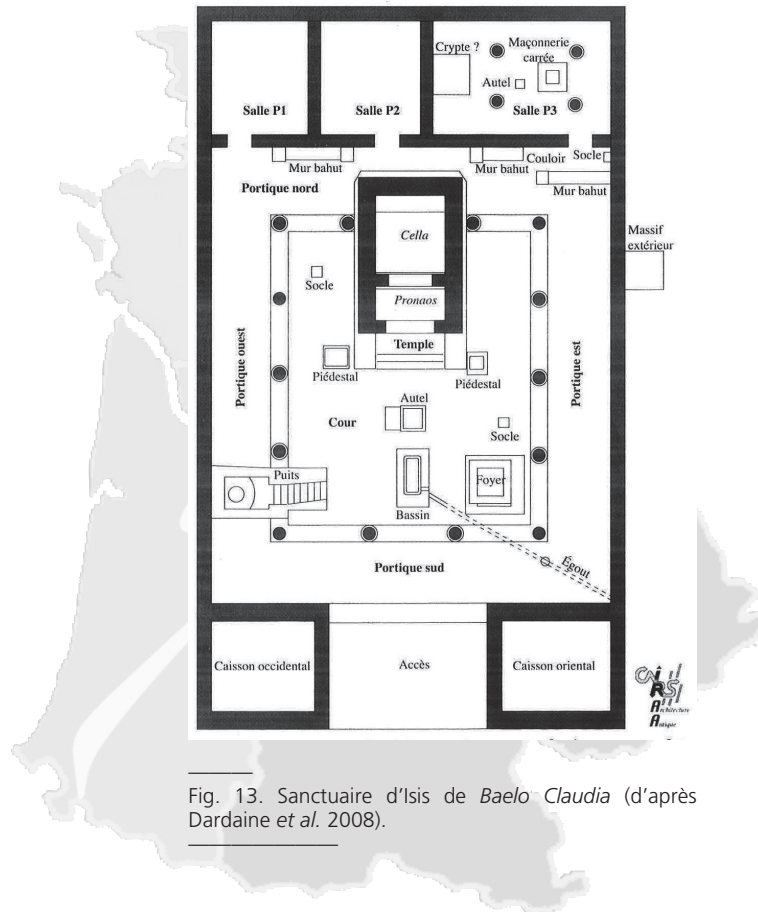 Crypte ?
Maçonnerie
carrée
Autel
Salle P1
Salle P2
Salle P3
Mur bahut
Mur bahut
Couloir
Socle
Mur bahut
Portique nord
Massif
extérieur
Cella
Socle
Pronaos
Temple
Portique ouest
Portique est
Piédestal
Piédestal
Autel
Cour
Socle
Puits
Foyer
Bassin
Égout
Portique sud
Caisson occidental
Accès
Caisson oriental
Architecture
Antique
Fig. 13. Sanctuaire d'Isis de Baelo Claudia (d'après
Dardaine et al. 2008).